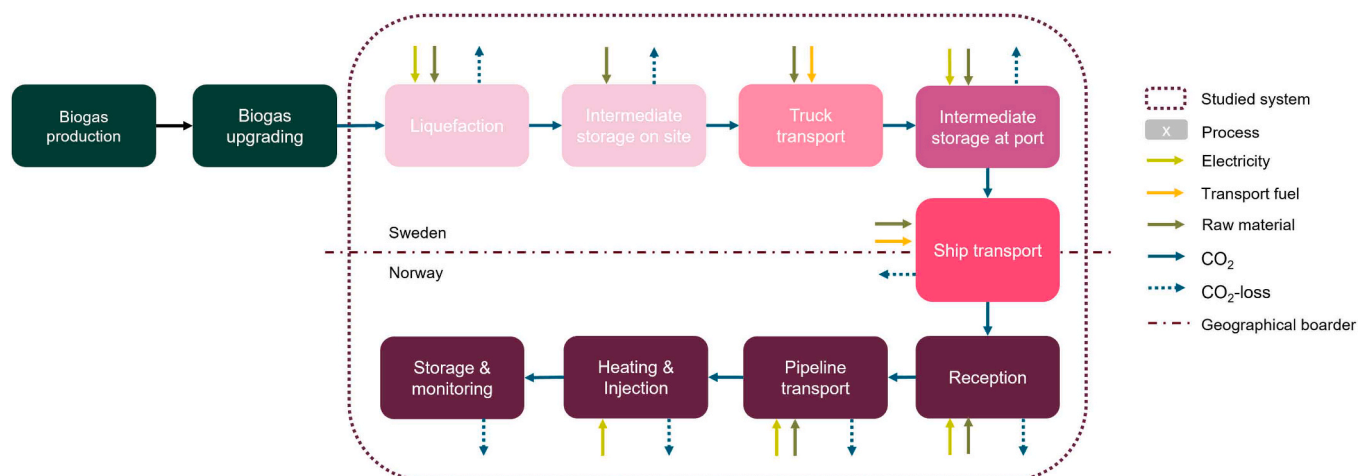 Biogas
production
Biogas
upgrading
Liquefaction
Intermediate
storage on site
Truck
transport
Intermediate
storage at port
Sweden
Norway
Ship transport
Storage &
monitoring
Heating &
Injection
Pipeline
transport
Reception
Studied system
X
Process
Electricity
Transport fuel
Raw material
CO₂
CO₂-loss
Geographical boarder